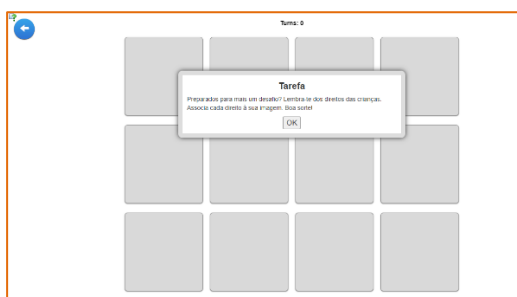 Turns: 0
Tarefa
Preparados para mais um desafio? Lembra-te dos direitos das crianças.
Associa cada direito à sua imagem. Boa sorte!
OK